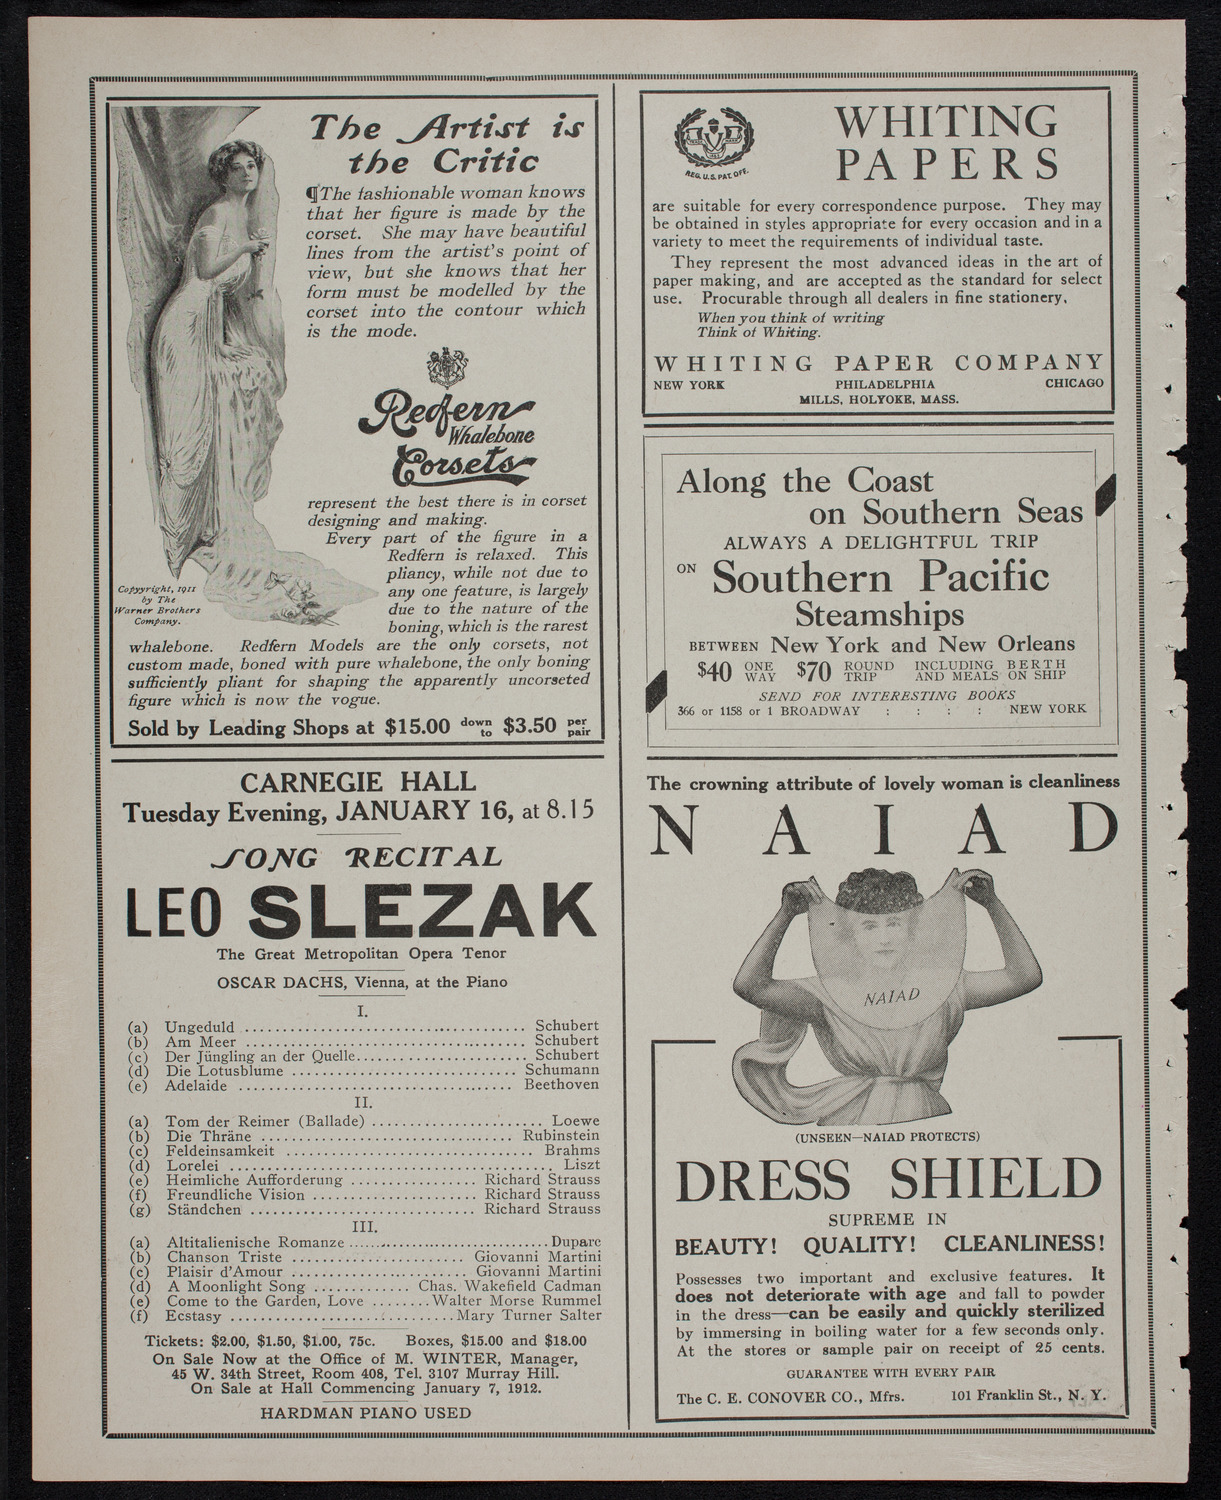 The Artist is
the Critic
¶The fashionable woman knows
that her figure is made by the
corset. She may have beautiful
lines from the artist's point of
view, but she knows that her
form must be modelled by the
corset into the contour which
is the mode.
Redfern
Whalebone
Corsets
represent the best there is in corset
designing and making.
Every part of the figure in a
Redfern is relaxed. This
pliancy, while not due to
any one feature, is largely
due to the nature of the
boning, which is the rarest
Copyyright, 1911
by The
Warner Brothers
Company.
whalebone. Redfern Models are the only corsets, not
custom made, boned with pure whalebone, the only boning
sufficiently pliant for shaping the apparently uncorseted
figure which is now the vogue.
Sold by Leading Shops at $15.00 down to $3.50 per pair
CARNEGIE HALL
Tuesday Evening, JANUARY 16, at 8.15
SONG RECITAL
LEO SLEZAK
The Great Metropolitan Opera Tenor
OSCAR DACHS, Vienna, at the Piano
I.
(a) Ungeduld ........ Schubert
(b) Am Meer ........ Schubert
(c) Der Jüngling an der Quelle........ Schubert
(d) Die Lotusblume ........ Schumann
(e) Adelaide ........ Beethoven
II.
(a) Tom der Reimer (Ballade) ........ Loewe
(b) Die Thräne ........ Rubinstein
(c) Feldeinsamkeit ........ Brahms
(d) Lorelei ........ Liszt
(e) Heimliche Aufforderung ........ Richard Strauss
(f) Freundliche Vision ........ Richard Strauss
(g) Ständchen ........ Richard Strauss
III.
(a) Altitalienische Romanze ........ Duparc
(b) Chanson Triste ........ Giovanni Martini
(c) Plaisir d'Amour ........ Giovanni Martini
(d) A Moonlight Song ........ Chas. Wakefield Cadman
(e) Come to the Garden, Love ........ Walter Morse Rummel
(f) Ecstasy ........ Mary Turner Salter
Tickets: $2.00, $1.50, $1.00, 75c. Boxes, $15.00 and $18.00
On Sale Now at the Office of M. WINTER, Manager,
45 W. 34th Street, Room 408, Tel. 3107 Murray Hill.
On Sale at Hall Commencing January 7, 1912.
HARDMAN PIANO USED
REG. U.S. PAT. OFF.
WHITING
PAPERS
are suitable for every correspondence purpose. They may
be obtained in styles appropriate for every occasion and in a
variety to meet the requirements of individual taste.
They represent the most advanced ideas in the art of
paper making, and are accepted as the standard for select
use. Procurable through all dealers in fine stationery.
When you think of writing
Think of Whiting.
WHITING PAPER COMPANY
NEW YORK PHILADELPHIA CHICAGO
MILLS, HOLYOKE, MASS.
Along the Coast
on Southern Seas
ALWAYS A DELIGHTFUL TRIP
ON Southern Pacific
Steamships
BETWEEN New York and New Orleans
$40 ONE WAY $70 ROUND TRIP INCLUDING BERTH AND MEALS ON SHIP
SEND FOR INTERESTING BOOKS
366 or 1158 or 1 BROADWAY : : : : NEW YORK
The crowning attribute of lovely woman is cleanliness
NAIAD
NAIAD
(UNSEEN—NAIAD PROTECTS)
DRESS SHIELD
SUPREME IN
BEAUTY! QUALITY! CLEANLINESS!
Possesses two important and exclusive features. It
does not deteriorate with age and fall to powder
in the dress—can be easily and quickly sterilized
by immersing in boiling water for a few seconds only.
At the stores or sample pair on receipt of 25 cents.
GUARANTEE WITH EVERY PAIR
The C. E. CONOVER CO., Mfrs. 101 Franklin St., N. Y.